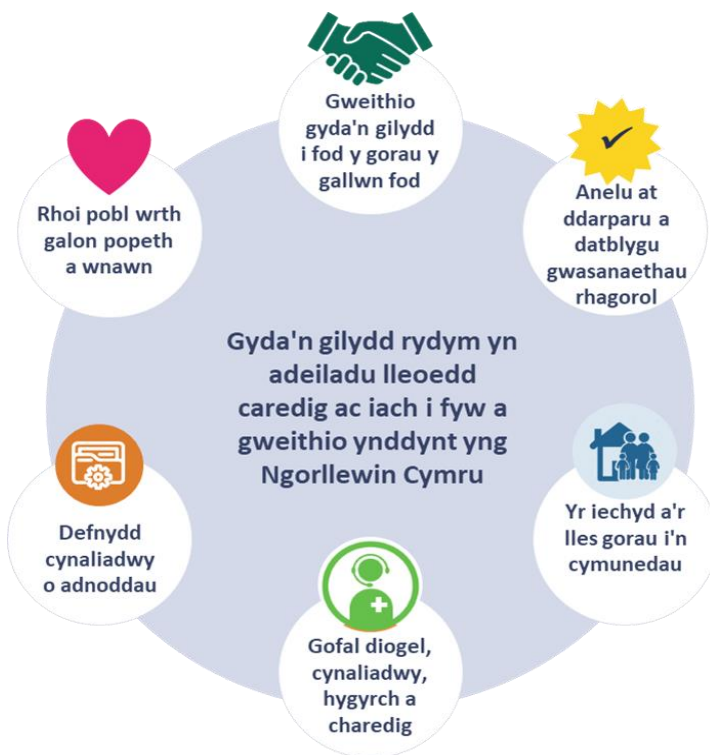 Gweithio
gyda'n gilydd
i fod y gorau y
gallwn fod
Rhoi pobl wrth
galon popeth
a wnawn
Anelu at
ddarparu a
datblygu
gwasanaethau
rhagorol
Gyda'n gilydd rydym yn
adeiladu lleoedd
caredig ac iach i fyw a
gweithio ynddynt yng
Ngorllewin Cymru
Defnydd
cynaliadwy
o adnoddau
Yr iechyd a'r
lles gorau i'n
cymunedau
Gofal diogel,
cynaliadwy,
hygyrch a
charedig